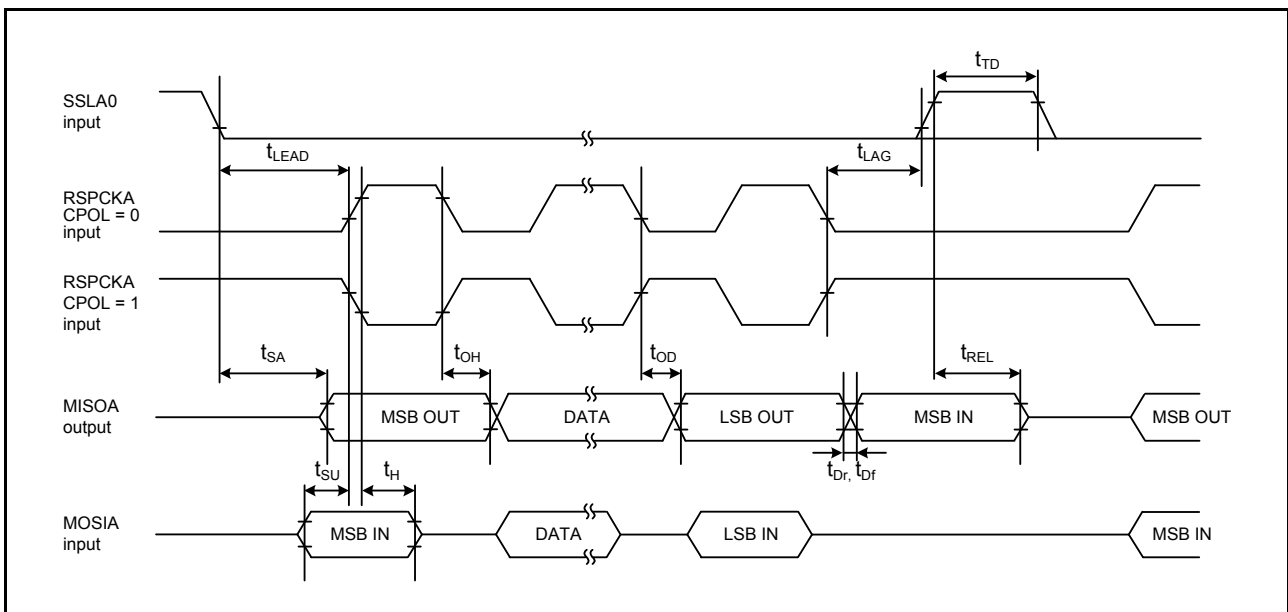 SSLA0
input
tTD
tLEAD
tLAG
RSPCKA
CPOL = 0
input
RSPCKA
CPOL = 1
input
tSA
tOH
tOD
tREL
MISOA
output
MSB OUT
DATA
LSB OUT
MSB IN
MSB OUT
tSU
tH
tDr, tDf
MOSIA
input
MSB IN
DATA
LSB IN
MSB IN